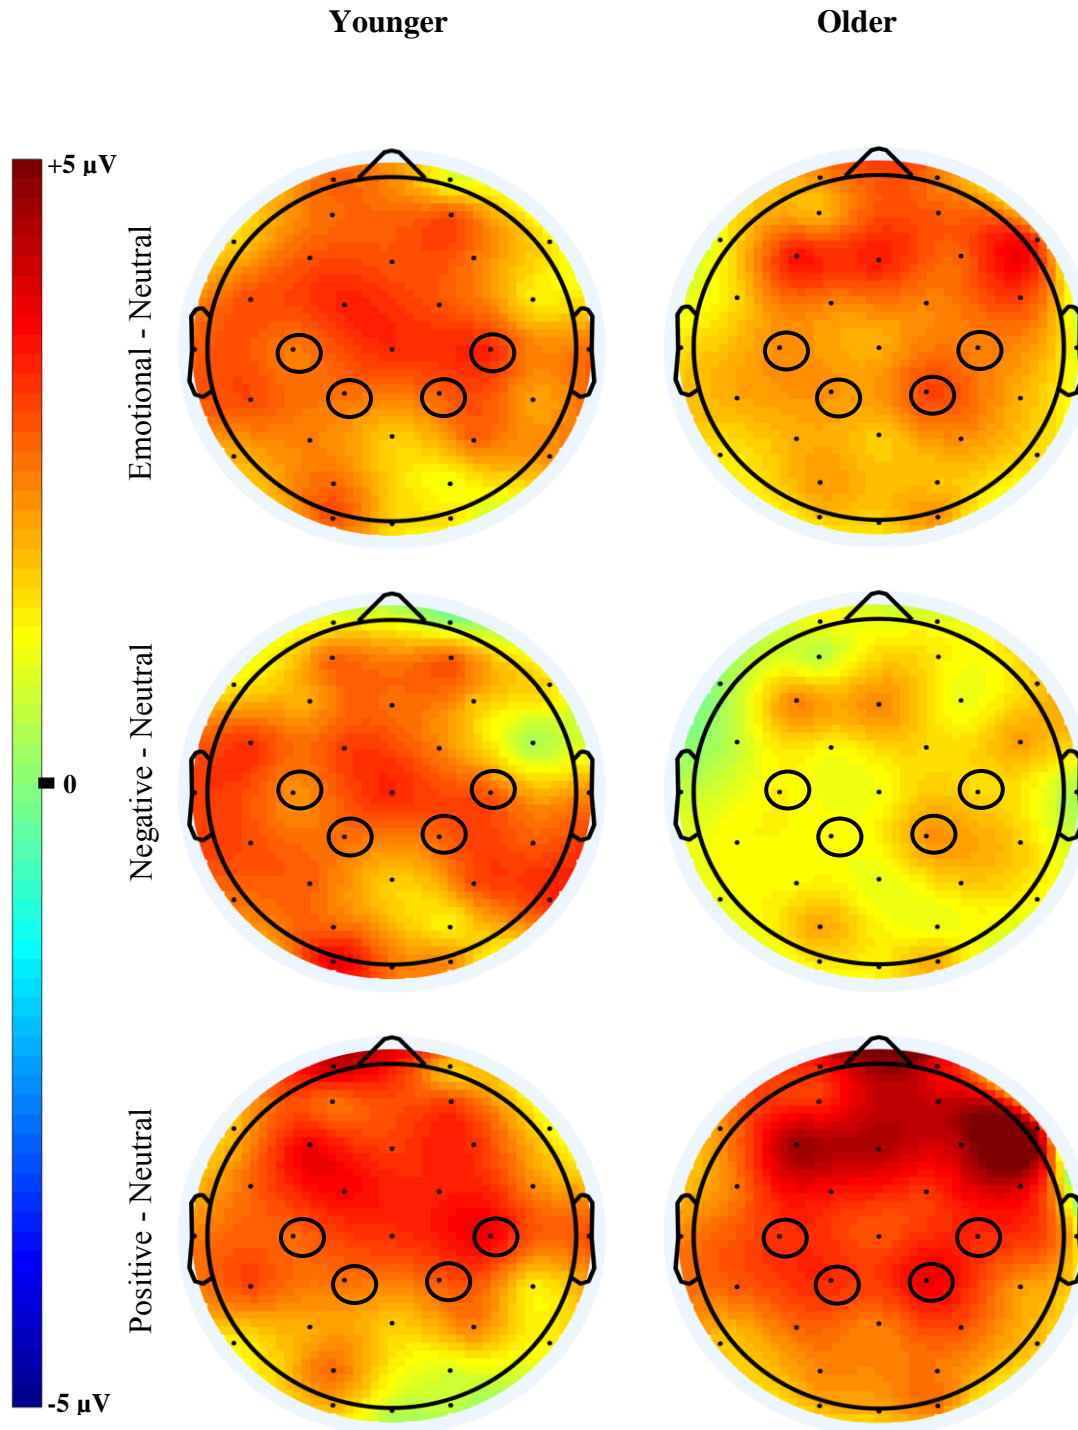 Younger
Older
+5 µV
Emotional - Neutral
Negative - Neutral
0
Positive - Neutral
-5 µV